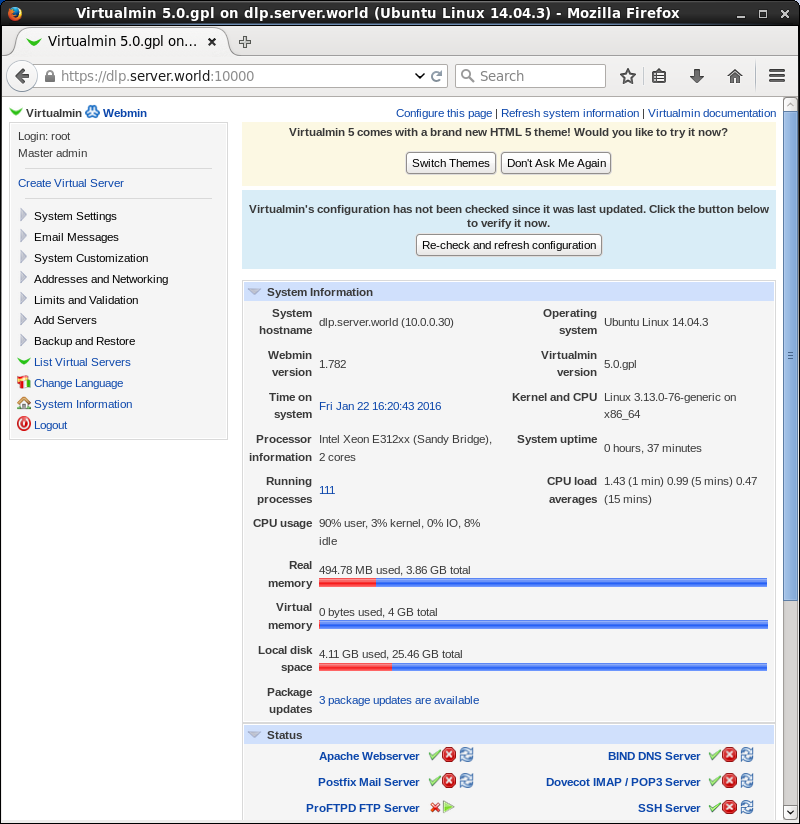 Virtualmin 5.0.gpl on dlp.server.world (Ubuntu Linux 14.04.3) - Mozilla Firefox
Virtualmin 5.0.gpl on...
https://dlp.server.world:10000
Search
Virtualmin Webmin
Login: root
Master admin
Create Virtual Server
System Settings
Email Messages
System Customization
Addresses and Networking
Limits and Validation
Add Servers
Backup and Restore
List Virtual Servers
Change Language
System Information
Logout
Configure this page | Refresh system information | Virtualmin documentation
Virtualmin 5 comes with a brand new HTML 5 theme! Would you like to try it now?
Switch Themes Don't Ask Me Again
Virtualmin's configuration has not been checked since it was last updated. Click the button below
to verify it now.
Re-check and refresh configuration
System Information
System hostname dlp.server.world (10.0.0.30) Operating system Ubuntu Linux 14.04.3
Webmin version 1.782 Virtualmin version 5.0.gpl
Time on system Fri Jan 22 16:20:43 2016 Kernel and CPU Linux 3.13.0-76-generic on x86_64
Processor information Intel Xeon E312xx (Sandy Bridge), 2 cores System uptime 0 hours, 37 minutes
Running processes 111 CPU load averages 1.43 (1 min) 0.99 (5 mins) 0.47 (15 mins)
CPU usage 90% user, 3% kernel, 0% IO, 8% idle
Real memory 494.78 MB used, 3.86 GB total
Virtual memory 0 bytes used, 4 GB total
Local disk space 4.11 GB used, 25.46 GB total
Package updates 3 package updates are available
Status
Apache Webserver BIND DNS Server
Postfix Mail Server Dovecot IMAP / POP3 Server
ProFTPD FTP Server SSH Server